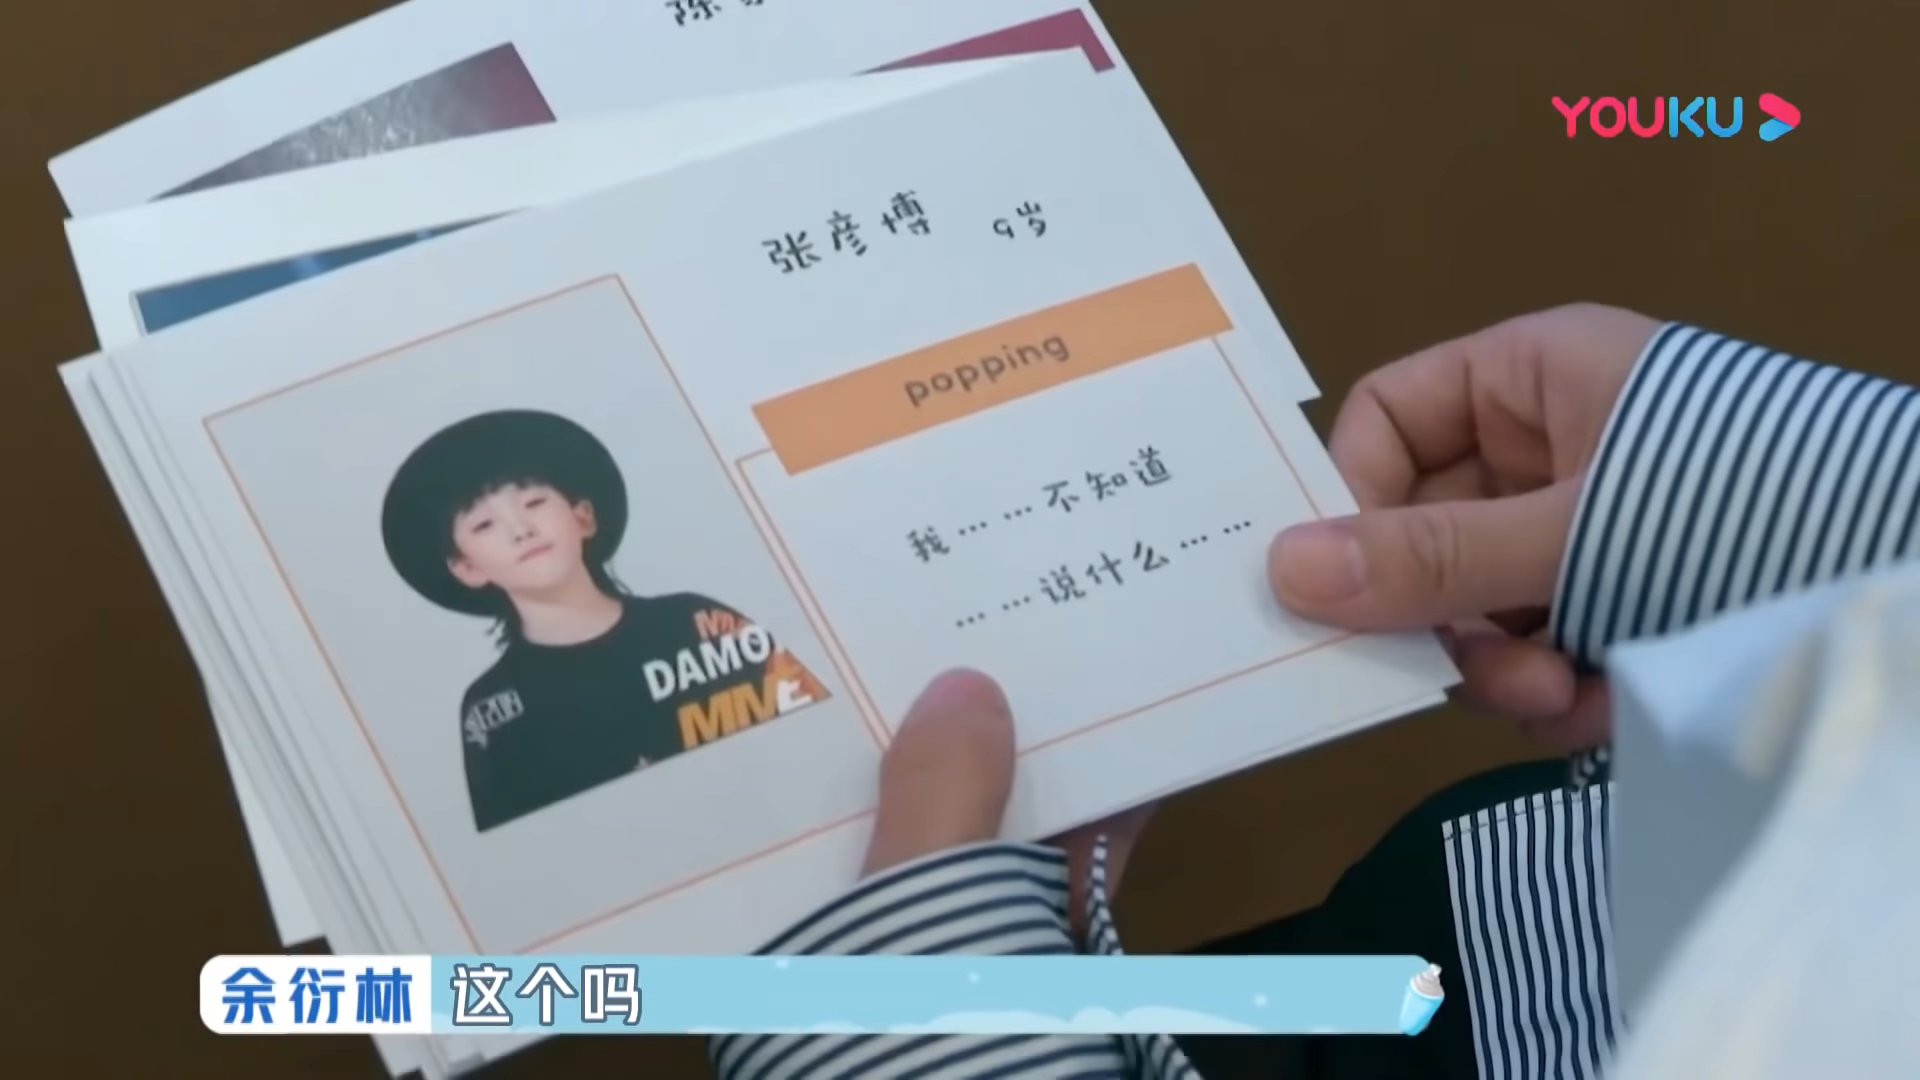 YOUKU
张彦博 9岁
popping
我……不知道
……说什么……
DAMO
MME
余衍林 这个吗